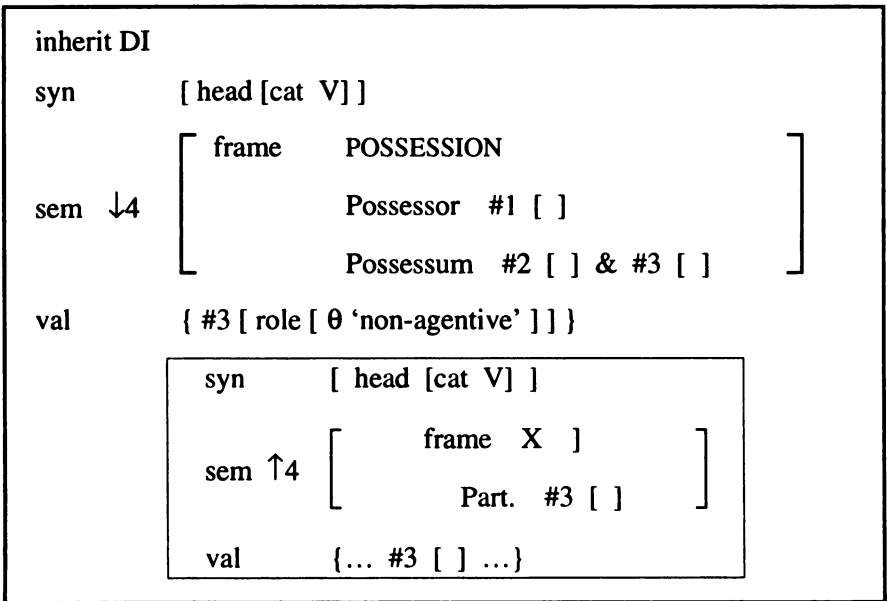 inherit DI
syn [ head [cat V] ]
sem ↓4 [ frame POSSESSION
Possessor #1 [ ]
Possessum #2 [ ] & #3 [ ] ]
val { #3 [ role [ θ ‘non-agentive’ ] ] }
syn [ head [cat V] ]
sem ↑4 [ frame X ]
Part. #3 [ ] ]
val {... #3 [ ] ...}